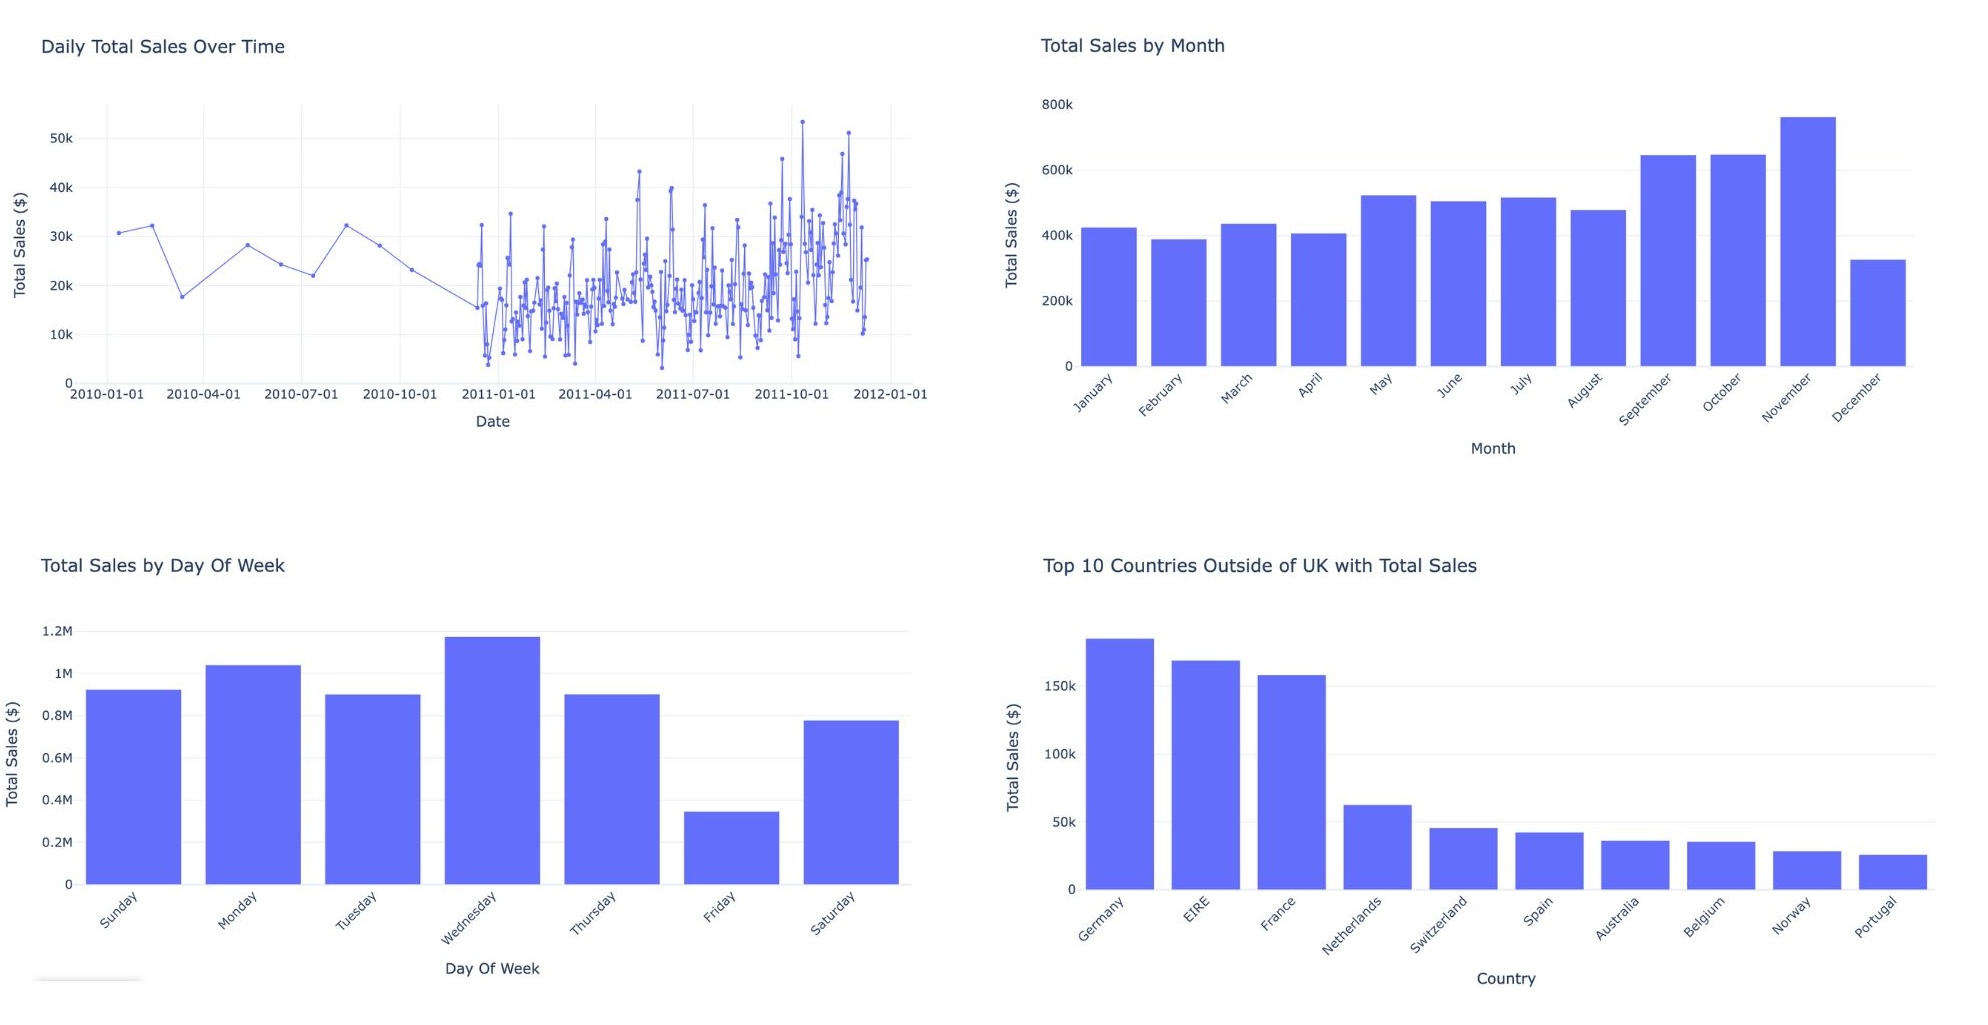 Daily Total Sales Over Time
Total Sales ($)
50k
40k
30k
20k
10k
0
2010-01-01 2010-04-01 2010-07-01 2010-10-01 2011-01-01 2011-04-01 2011-07-01 2011-10-01 2012-01-01
Date
Total Sales by Month
Total Sales ($)
800k
600k
400k
200k
0
January February March April May June July August September October November December
Month
Total Sales by Day Of Week
Total Sales ($)
1.2M
1M
0.8M
0.6M
0.4M
0.2M
0
Sunday Monday Tuesday Wednesday Thursday Friday Saturday
Day Of Week
Top 10 Countries Outside of UK with Total Sales
Total Sales ($)
150k
100k
50k
0
Germany EIRE France Netherlands Switzerland Spain Australia Belgium Norway Portugal
Country